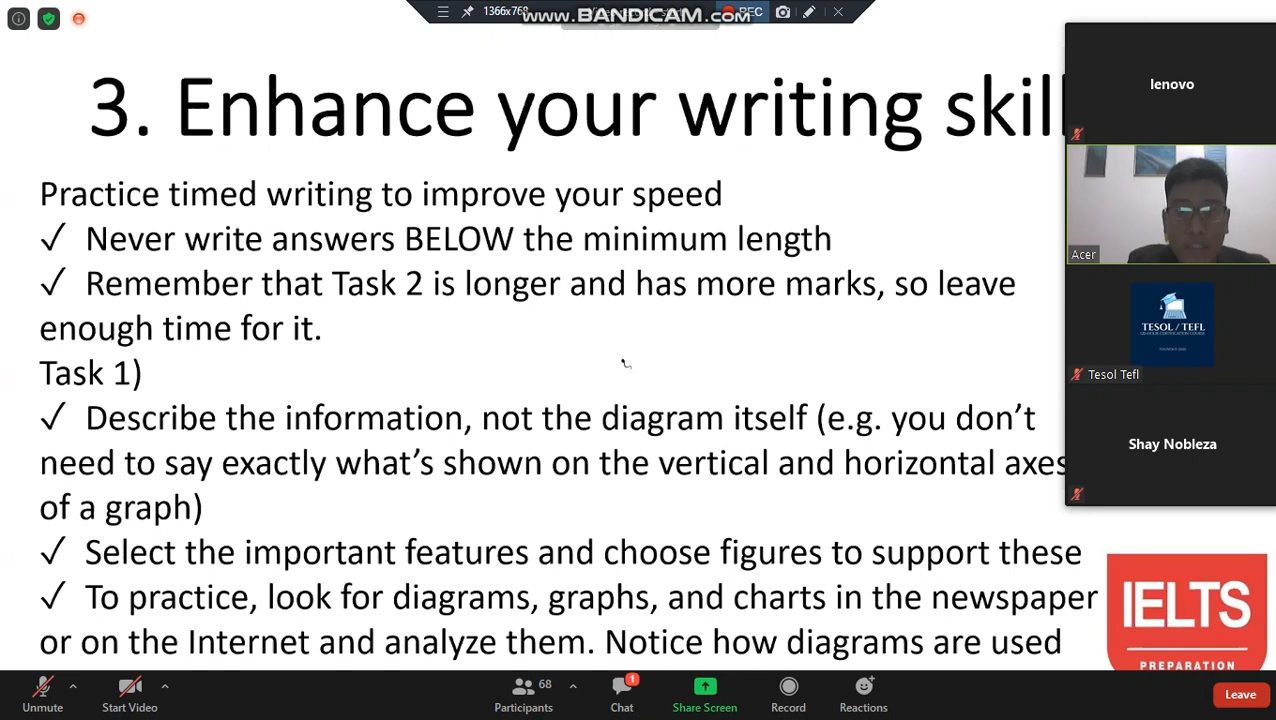 1366x768
www.BANDICAM.com
REC
3. Enhance your writing skil
Practice timed writing to improve your speed
✓ Never write answers BELOW the minimum length
✓ Remember that Task 2 is longer and has more marks, so leave
enough time for it.
Task 1)
✓ Describe the information, not the diagram itself (e.g. you don’t
need to say exactly what’s shown on the vertical and horizontal axes
of a graph)
✓ Select the important features and choose figures to support these
✓ To practice, look for diagrams, graphs, and charts in the newspaper
or on the Internet and analyze them. Notice how diagrams are used
lenovo
Acer
TESOL / TEFL
Tesol Tefl
Shay Nobleza
IELTS
PREPARATION
Unmute
Start Video
68
Participants
1
Chat
Share Screen
Record
Reactions
Leave